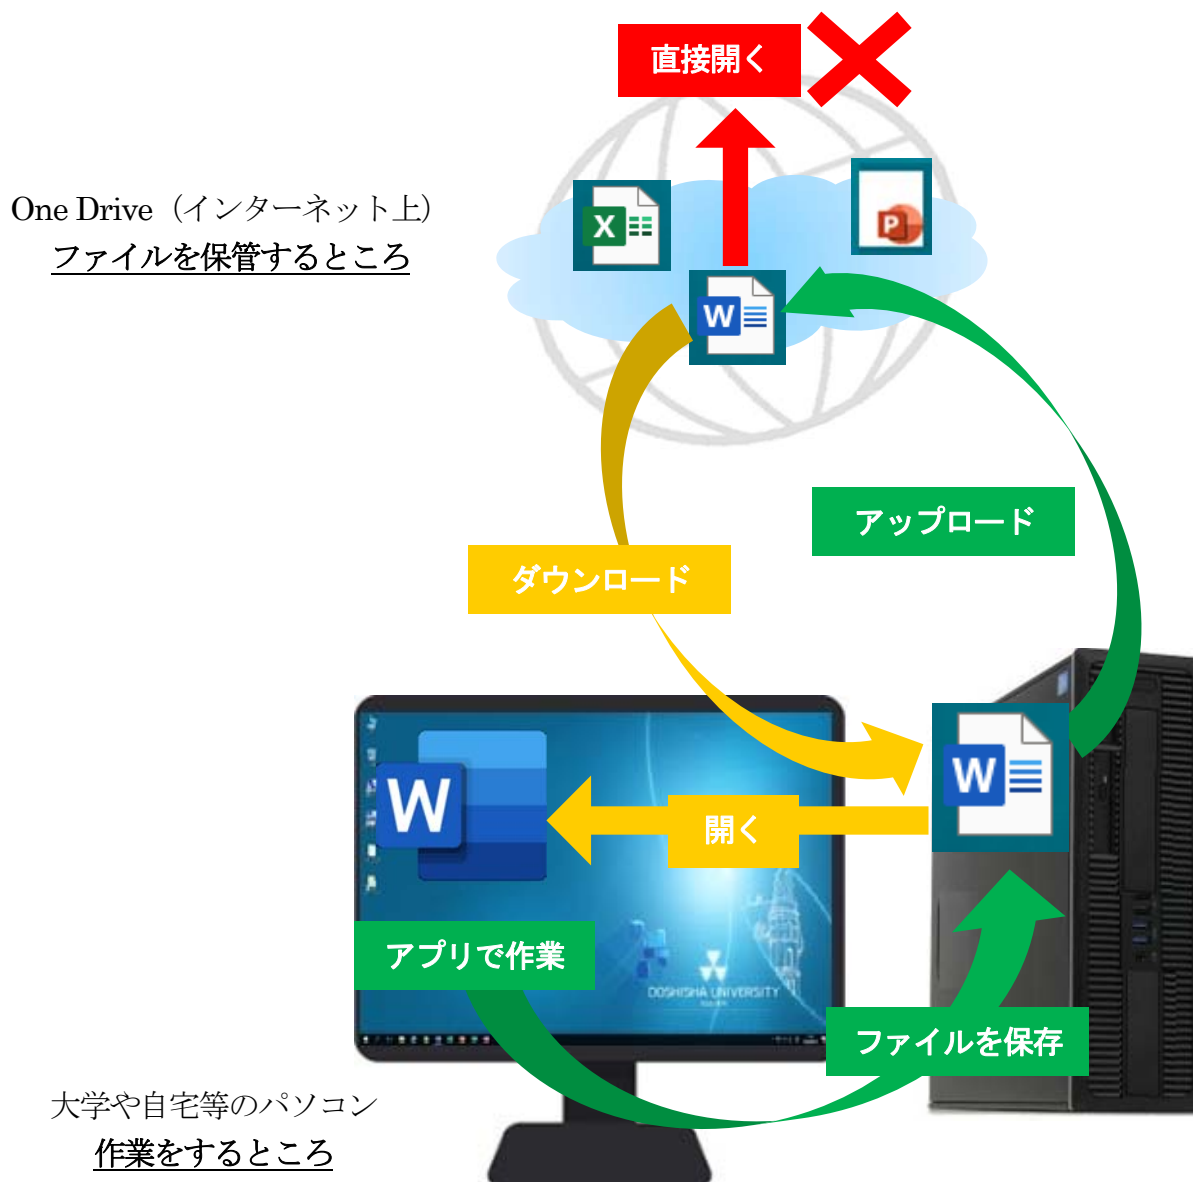 直接開く
One Drive（インターネット上）
ファイルを保管するところ
X
P
W
アップロード
ダウンロード
W
W
開く
アプリで作業
DOSHISHA UNIVERSITY
ファイルを保存
大学や自宅等のパソコン
作業をするところ